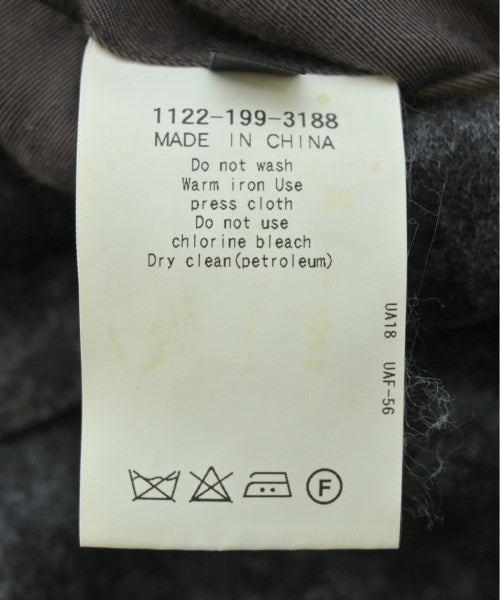 1122-199-3188
MADE IN CHINA
Do not wash
Warm iron Use
press cloth
Do not use
chlorine bleach
Dry clean(petroleum)
UA18 UAF-56
F